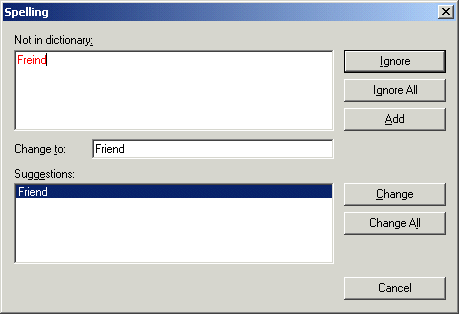 Spelling
Not in dictionary:
Freind
Ignore
Ignore All
Add
Change to:
Friend
Suggestions:
Friend
Change
Change All
Cancel